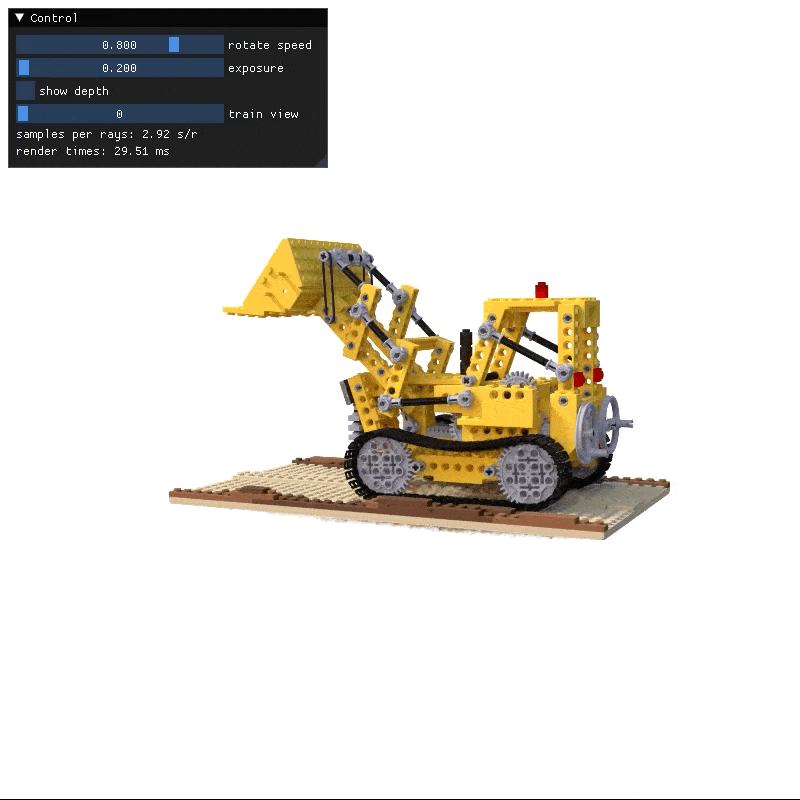 Control
0.800 rotate speed
0.200 exposure
show depth
0 train view
samples per rays: 2.92 s/r
render times: 29.51 ms